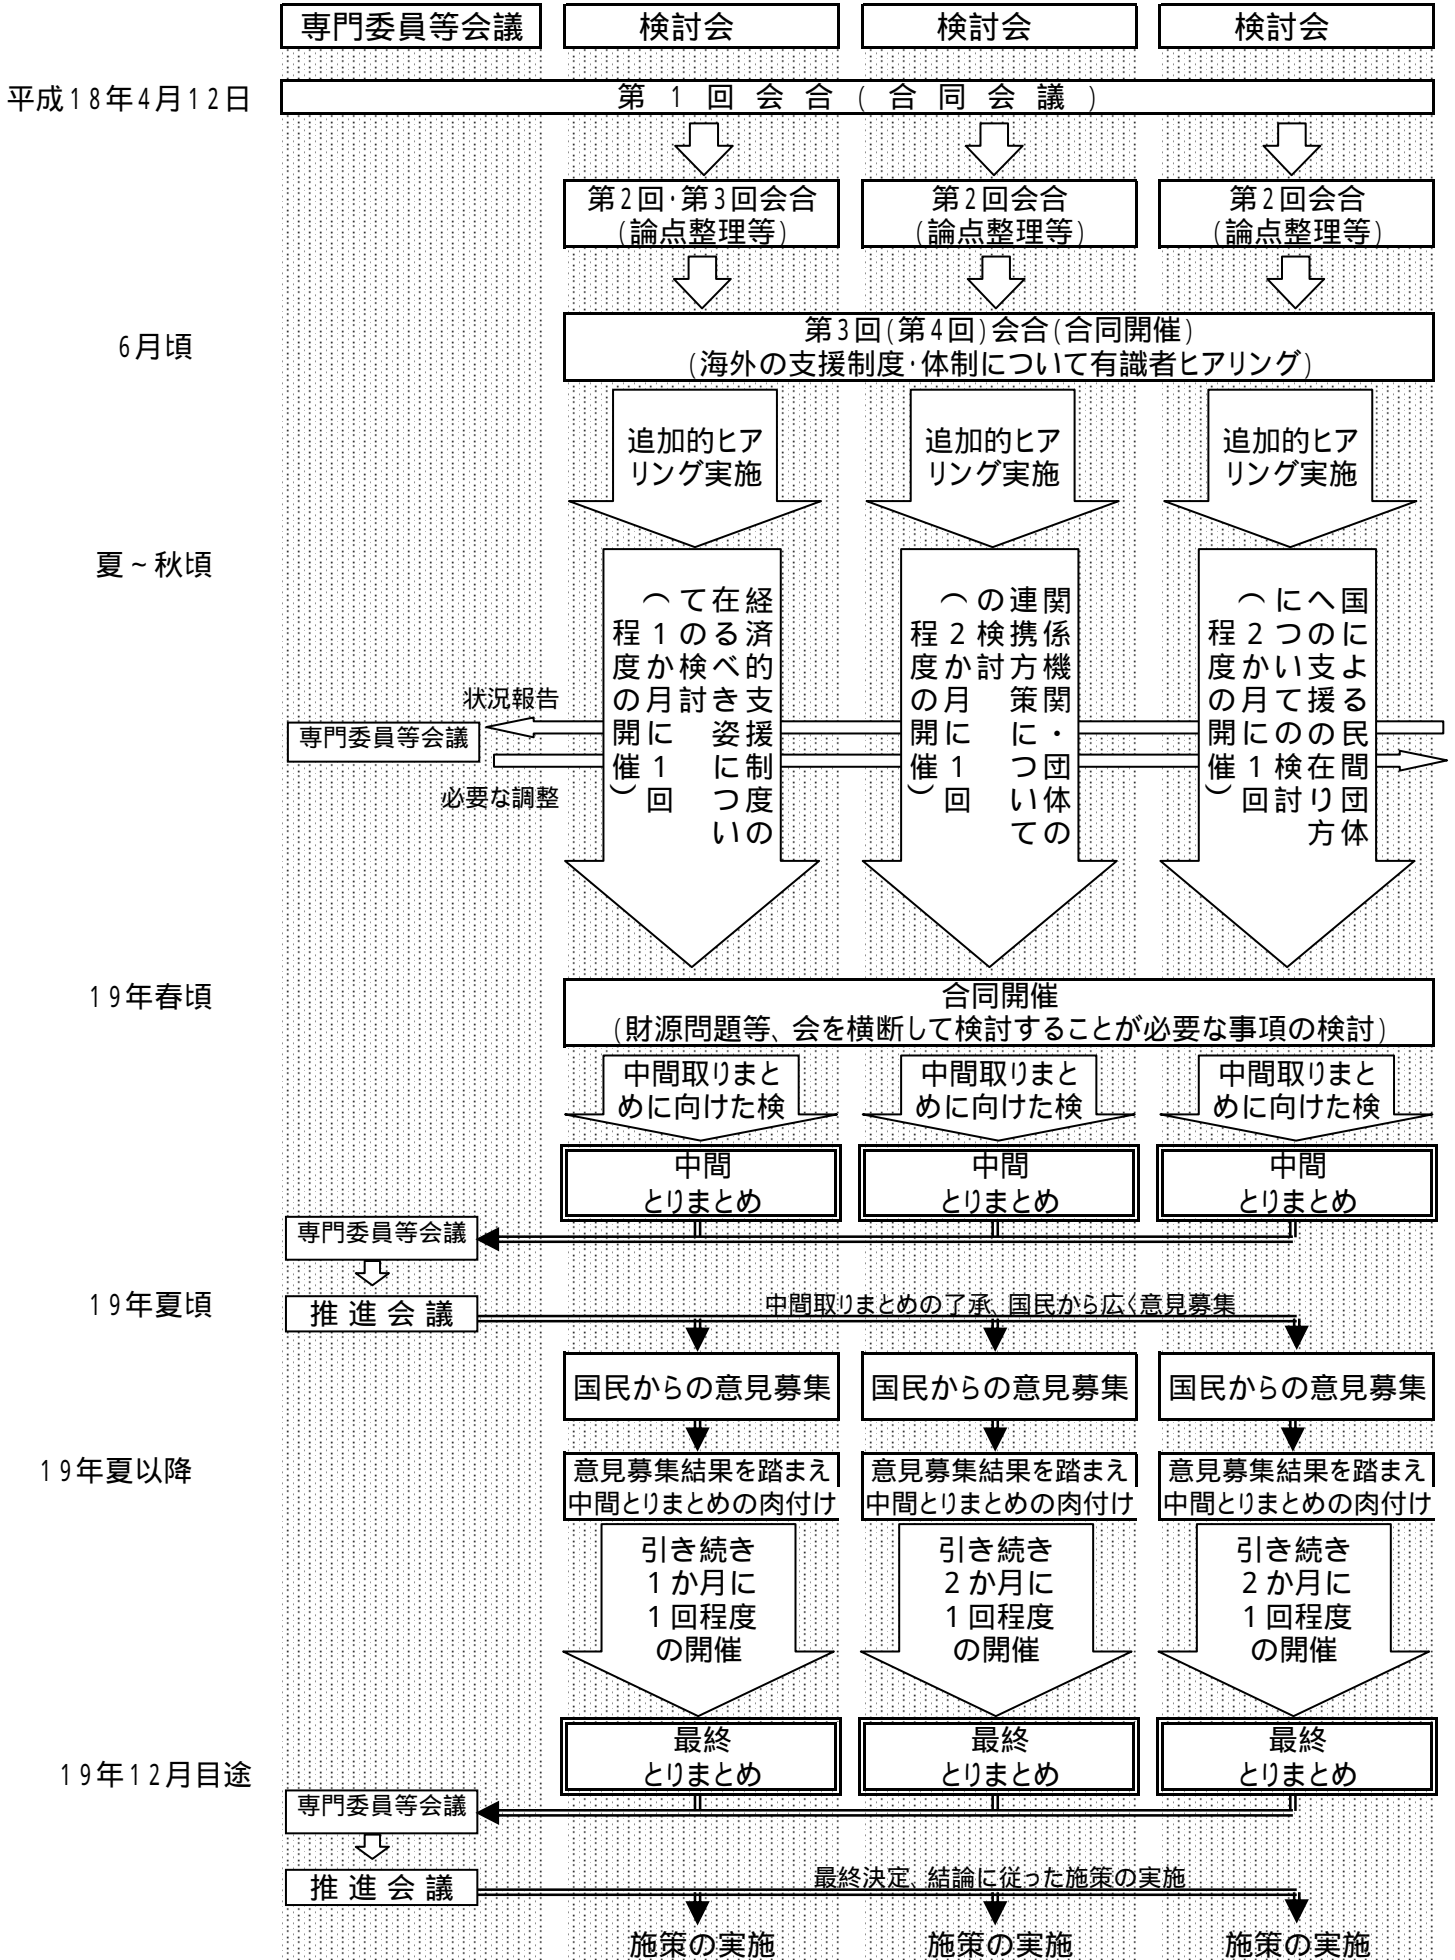 専門委員等会議
検討会
検討会
検討会
平成18年4月12日
第1回会合(合同会議)
第2回・第3回会合
(論点整理等)
第2回会合
(論点整理等)
第2回会合
(論点整理等)
6月頃
第3回(第4回)会合(合同開催)
(海外の支援制度・体制について有識者ヒアリング)
追加的ヒア
リング実施
追加的ヒア
リング実施
追加的ヒア
リング実施
夏~秋頃
経済的支援制度の
在るべき姿につい
ての検討
(1か月に1回
程度の開催)
関係機関・団体の
連携方策について
の検討
(2か月に1回
程度の開催)
国による民間団体
への支援の在り方
についての検討
(2か月に1回
程度の開催)
状況報告
専門委員等会議
必要な調整
19年春頃
合同開催
(財源問題等、会を横断して検討することが必要な事項の検討)
中間取りまと
めに向けた検
中間取りまと
めに向けた検
中間取りまと
めに向けた検
中間
とりまとめ
中間
とりまとめ
中間
とりまとめ
専門委員等会議
19年夏頃
推進会議
中間取りまとめの了承、国民から広く意見募集
国民からの意見募集
国民からの意見募集
国民からの意見募集
19年夏以降
意見募集結果を踏まえ
中間とりまとめの肉付け
意見募集結果を踏まえ
中間とりまとめの肉付け
意見募集結果を踏まえ
中間とりまとめの肉付け
引き続き
1か月に
1回程度
の開催
引き続き
2か月に
1回程度
の開催
引き続き
2か月に
1回程度
の開催
最終
とりまとめ
最終
とりまとめ
最終
とりまとめ
19年12月目途
専門委員等会議
推進会議
最終決定、結論に従った施策の実施
施策の実施
施策の実施
施策の実施